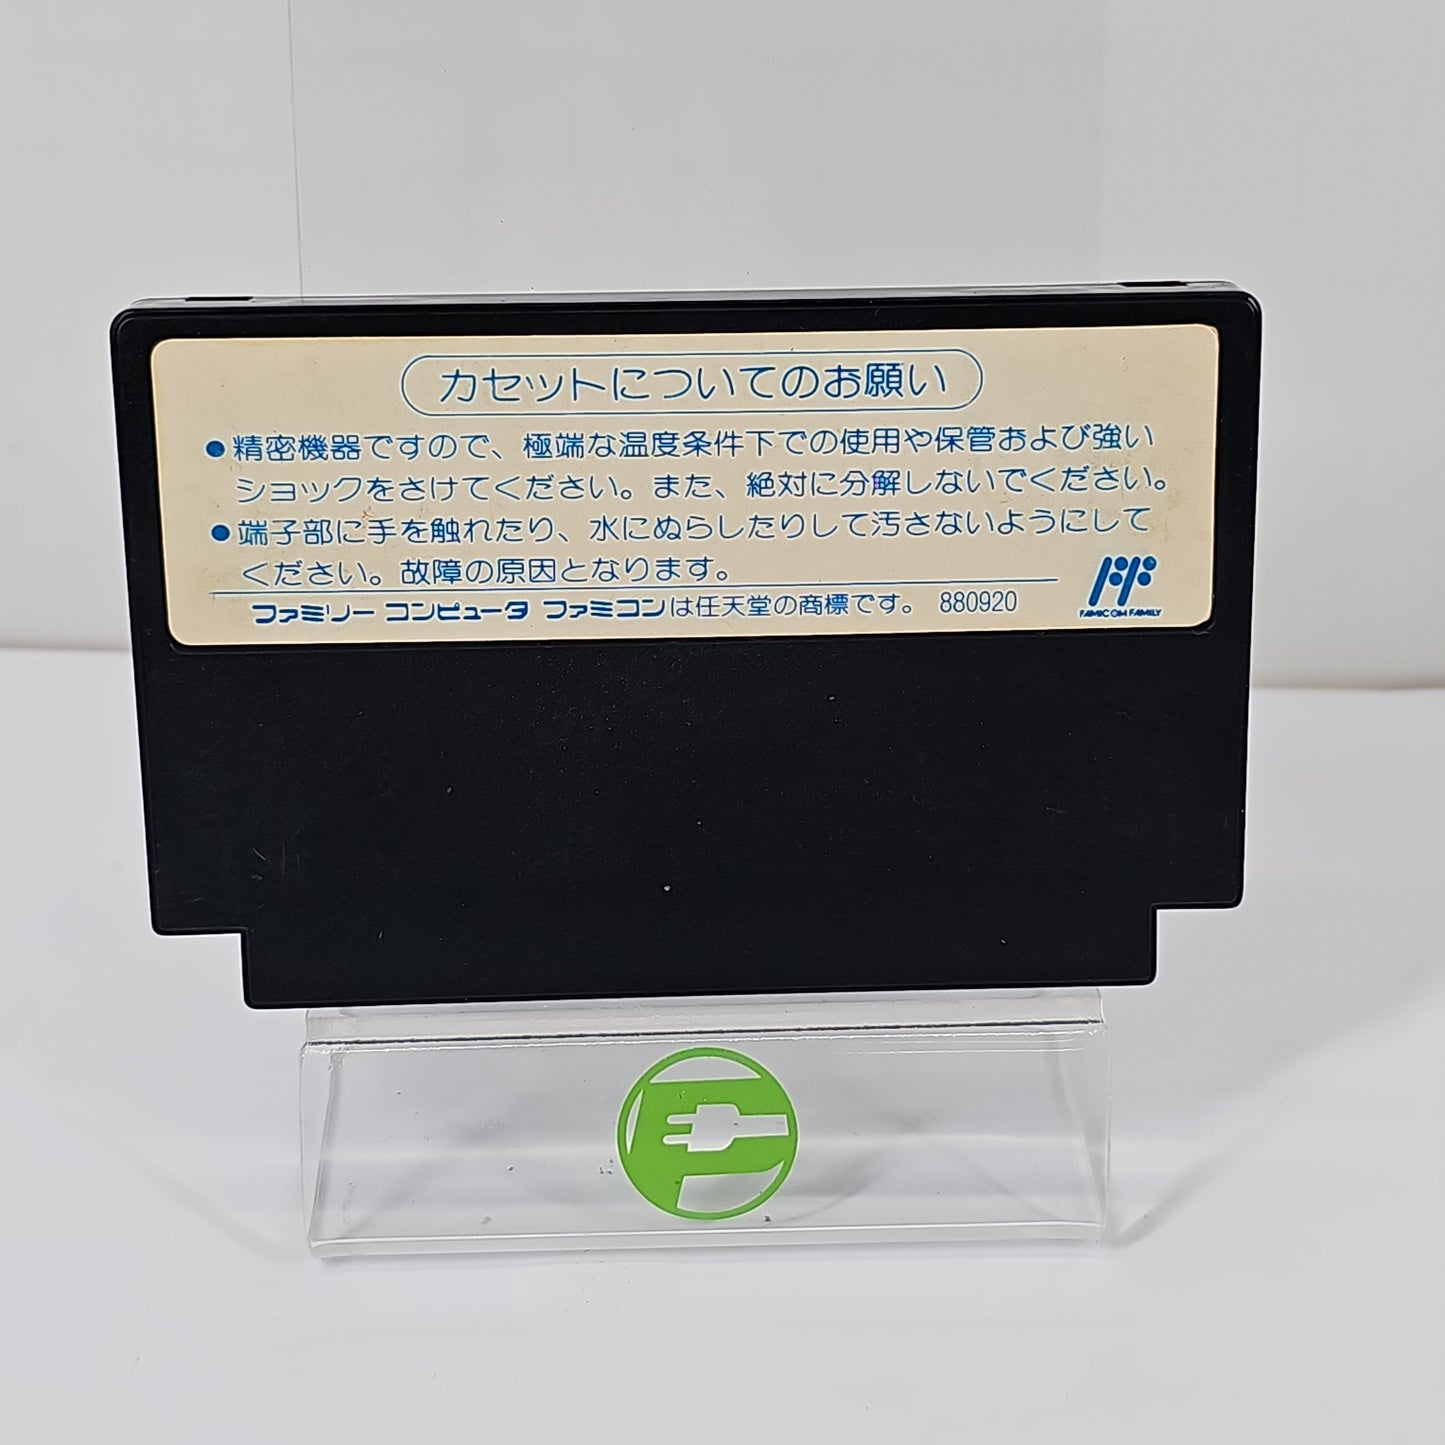 カセットについてのお願い
●精密機器ですので、極端な温度条件下での使用や保管および強い
ショックをさけてください。また、絶対に分解しないでください。
●端子部に手を触れたり、水にぬらしたりして汚さないようにして
ください。故障の原因となります。
ファミリーコンピュータ ファミコンは任天堂の商標です。 880920
FAMICOM FAMILY